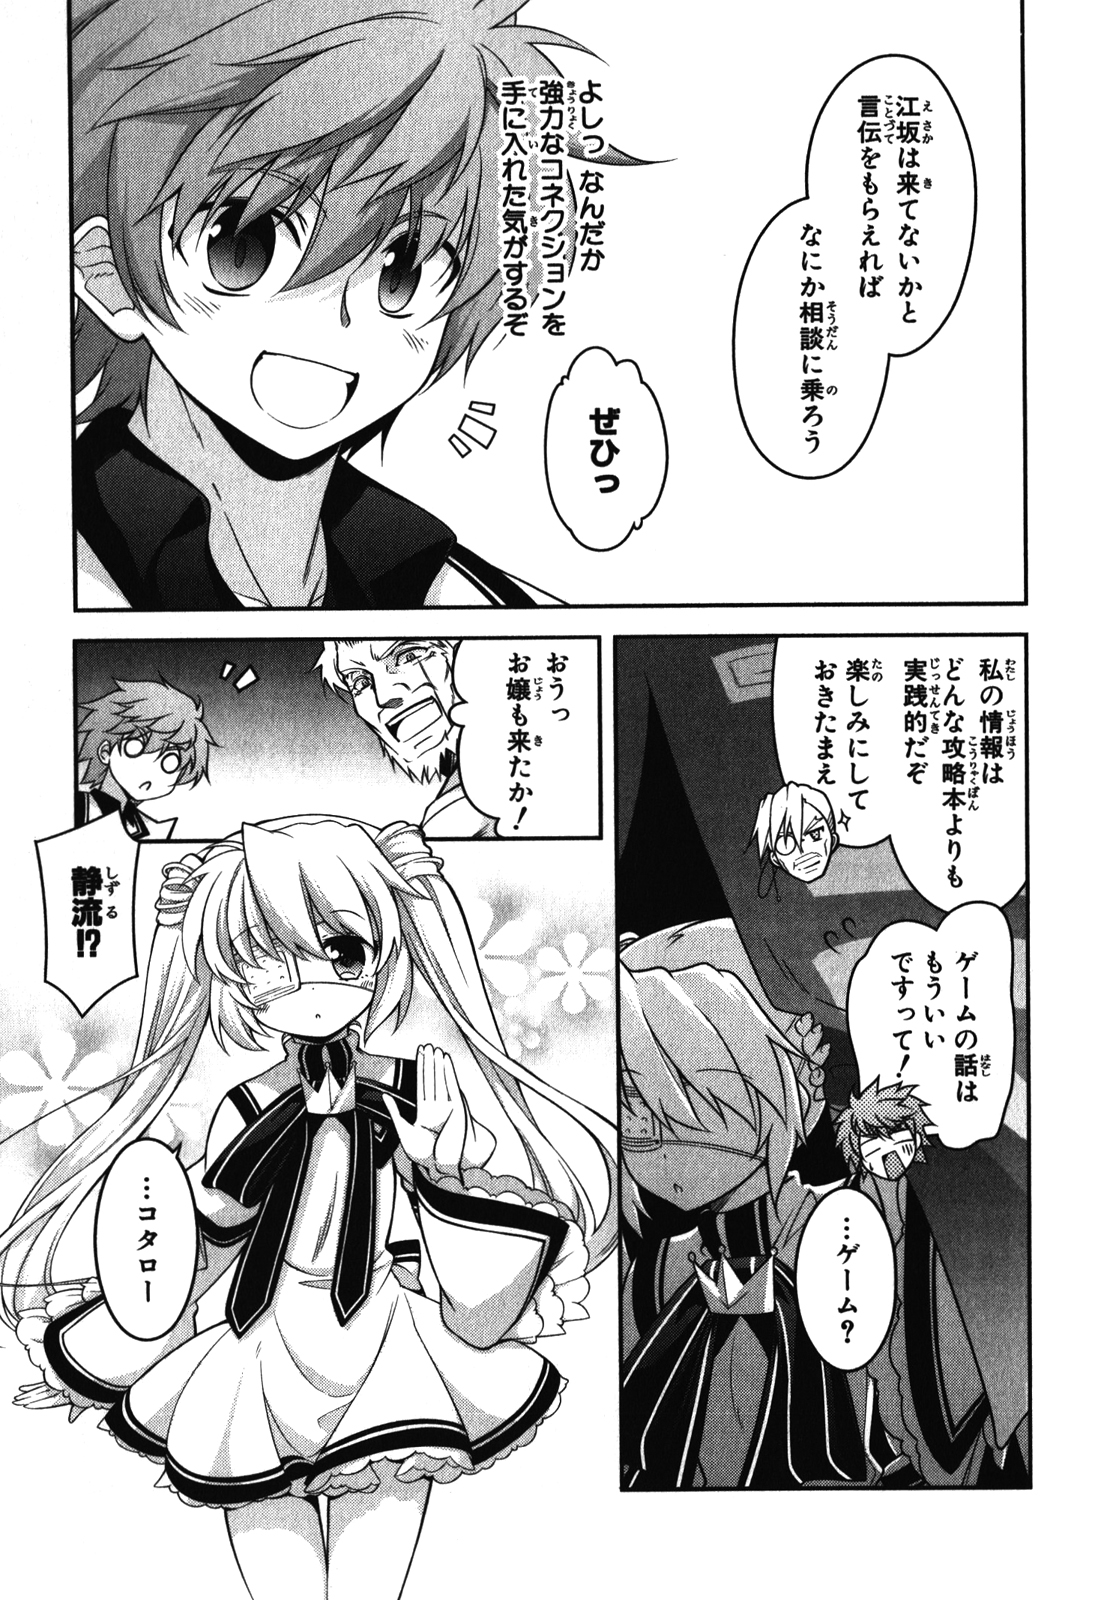 江坂は来てないかと
言伝をもらえれば
なにか相談に乗ろう
ぜひっ
よしっ なんだか
強力なコネクションを
手に入れた気がするぞ
私の情報は
どんな攻略本よりも
実践的だぞ
楽しみにして
おきたまえ
ゲームの話は
もういい
ですって!
…ゲーム?
おうっ
お嬢も来たか!
静流!?
…コタロー